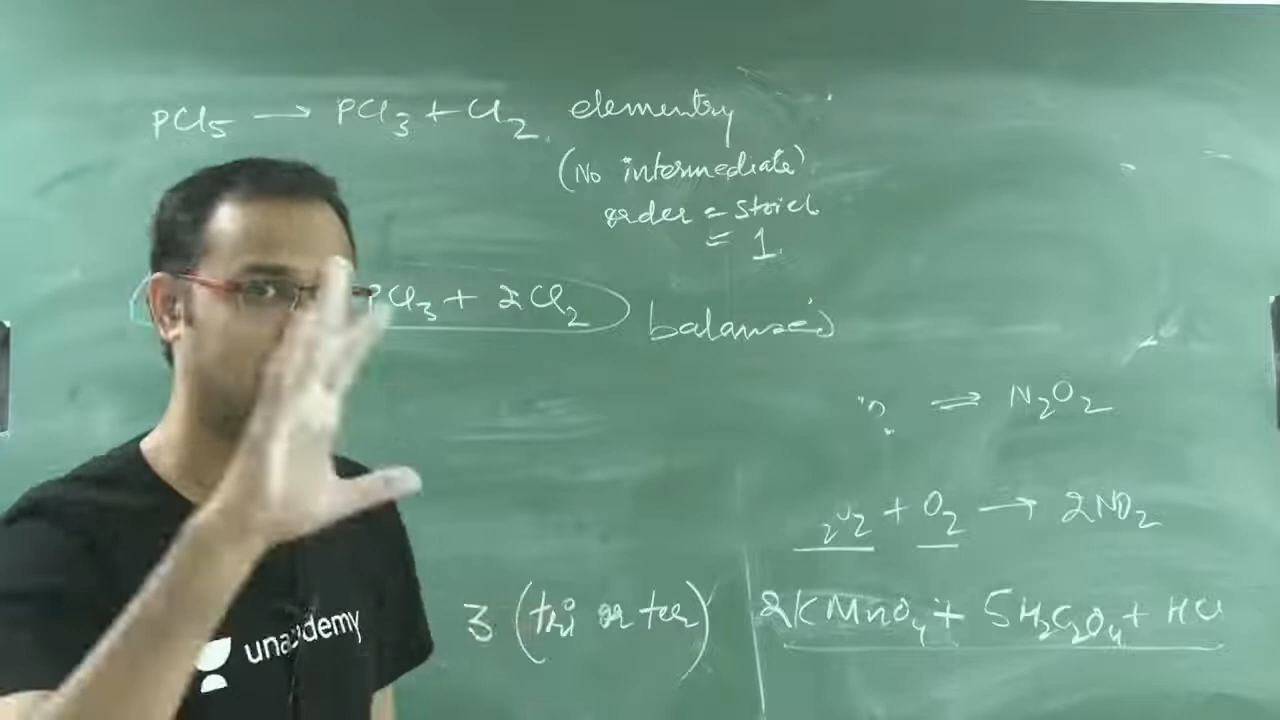 PCl5 → PCl3 + Cl2. elementry
(No intermediate)
order = strict
= 1.
PCl3 + 2Cl2 balanced
⇌ N2O2
+ O2 → 2NO2
3 (tri or ter) 2KMnO4 + 5H2C2O4 + HCl
unacademy